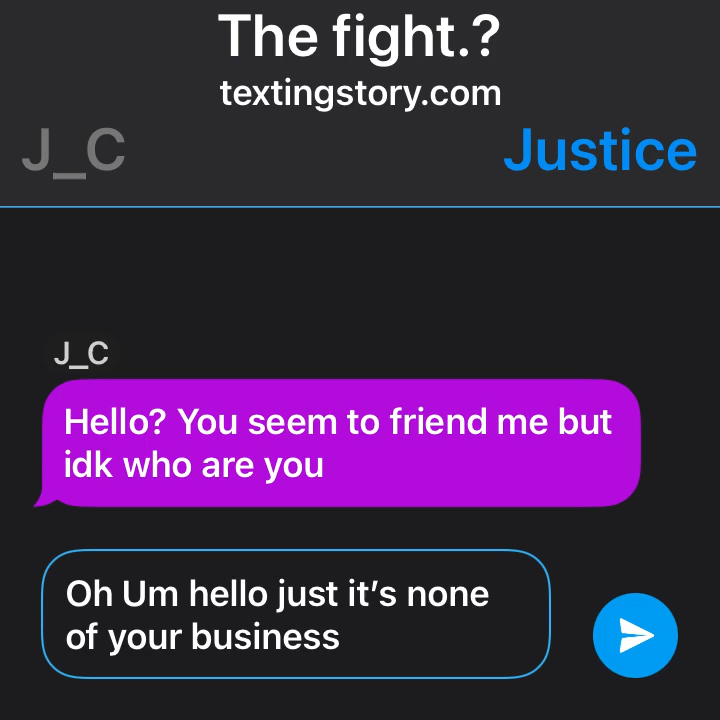 The fight.?
textingstory.com
J_C
Justice
J_C
Hello? You seem to friend me but
idk who are you
Oh Um hello just it’s none
of your business